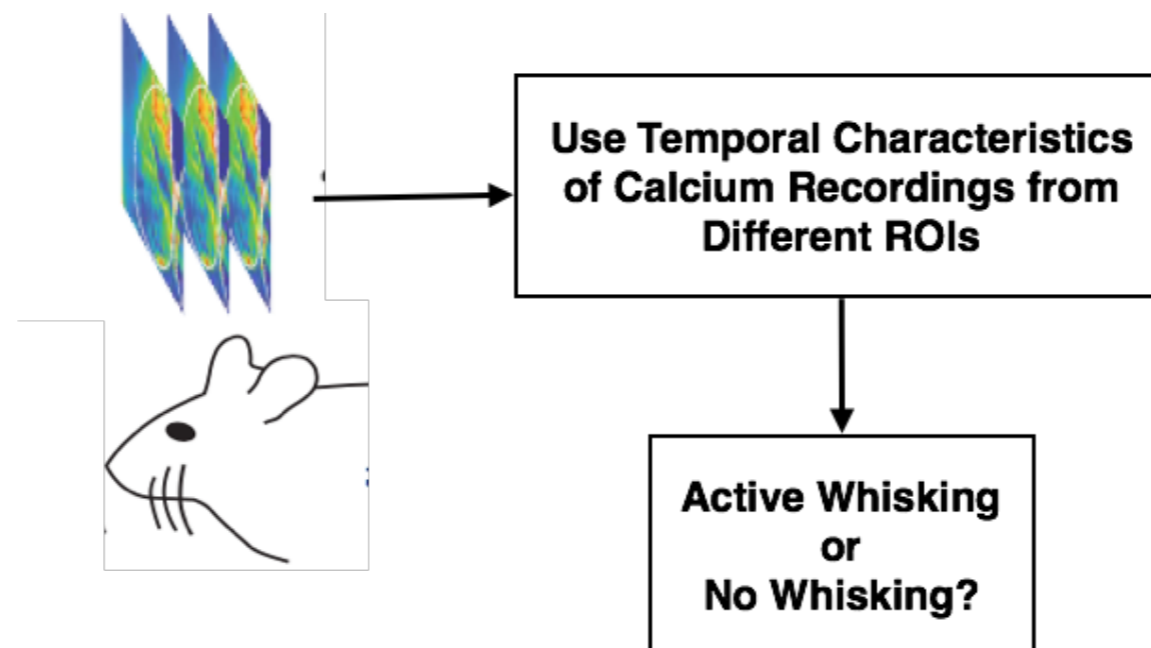 Use Temporal Characteristics
of Calcium Recordings from
Different ROIs
Active Whisking
or
No Whisking?